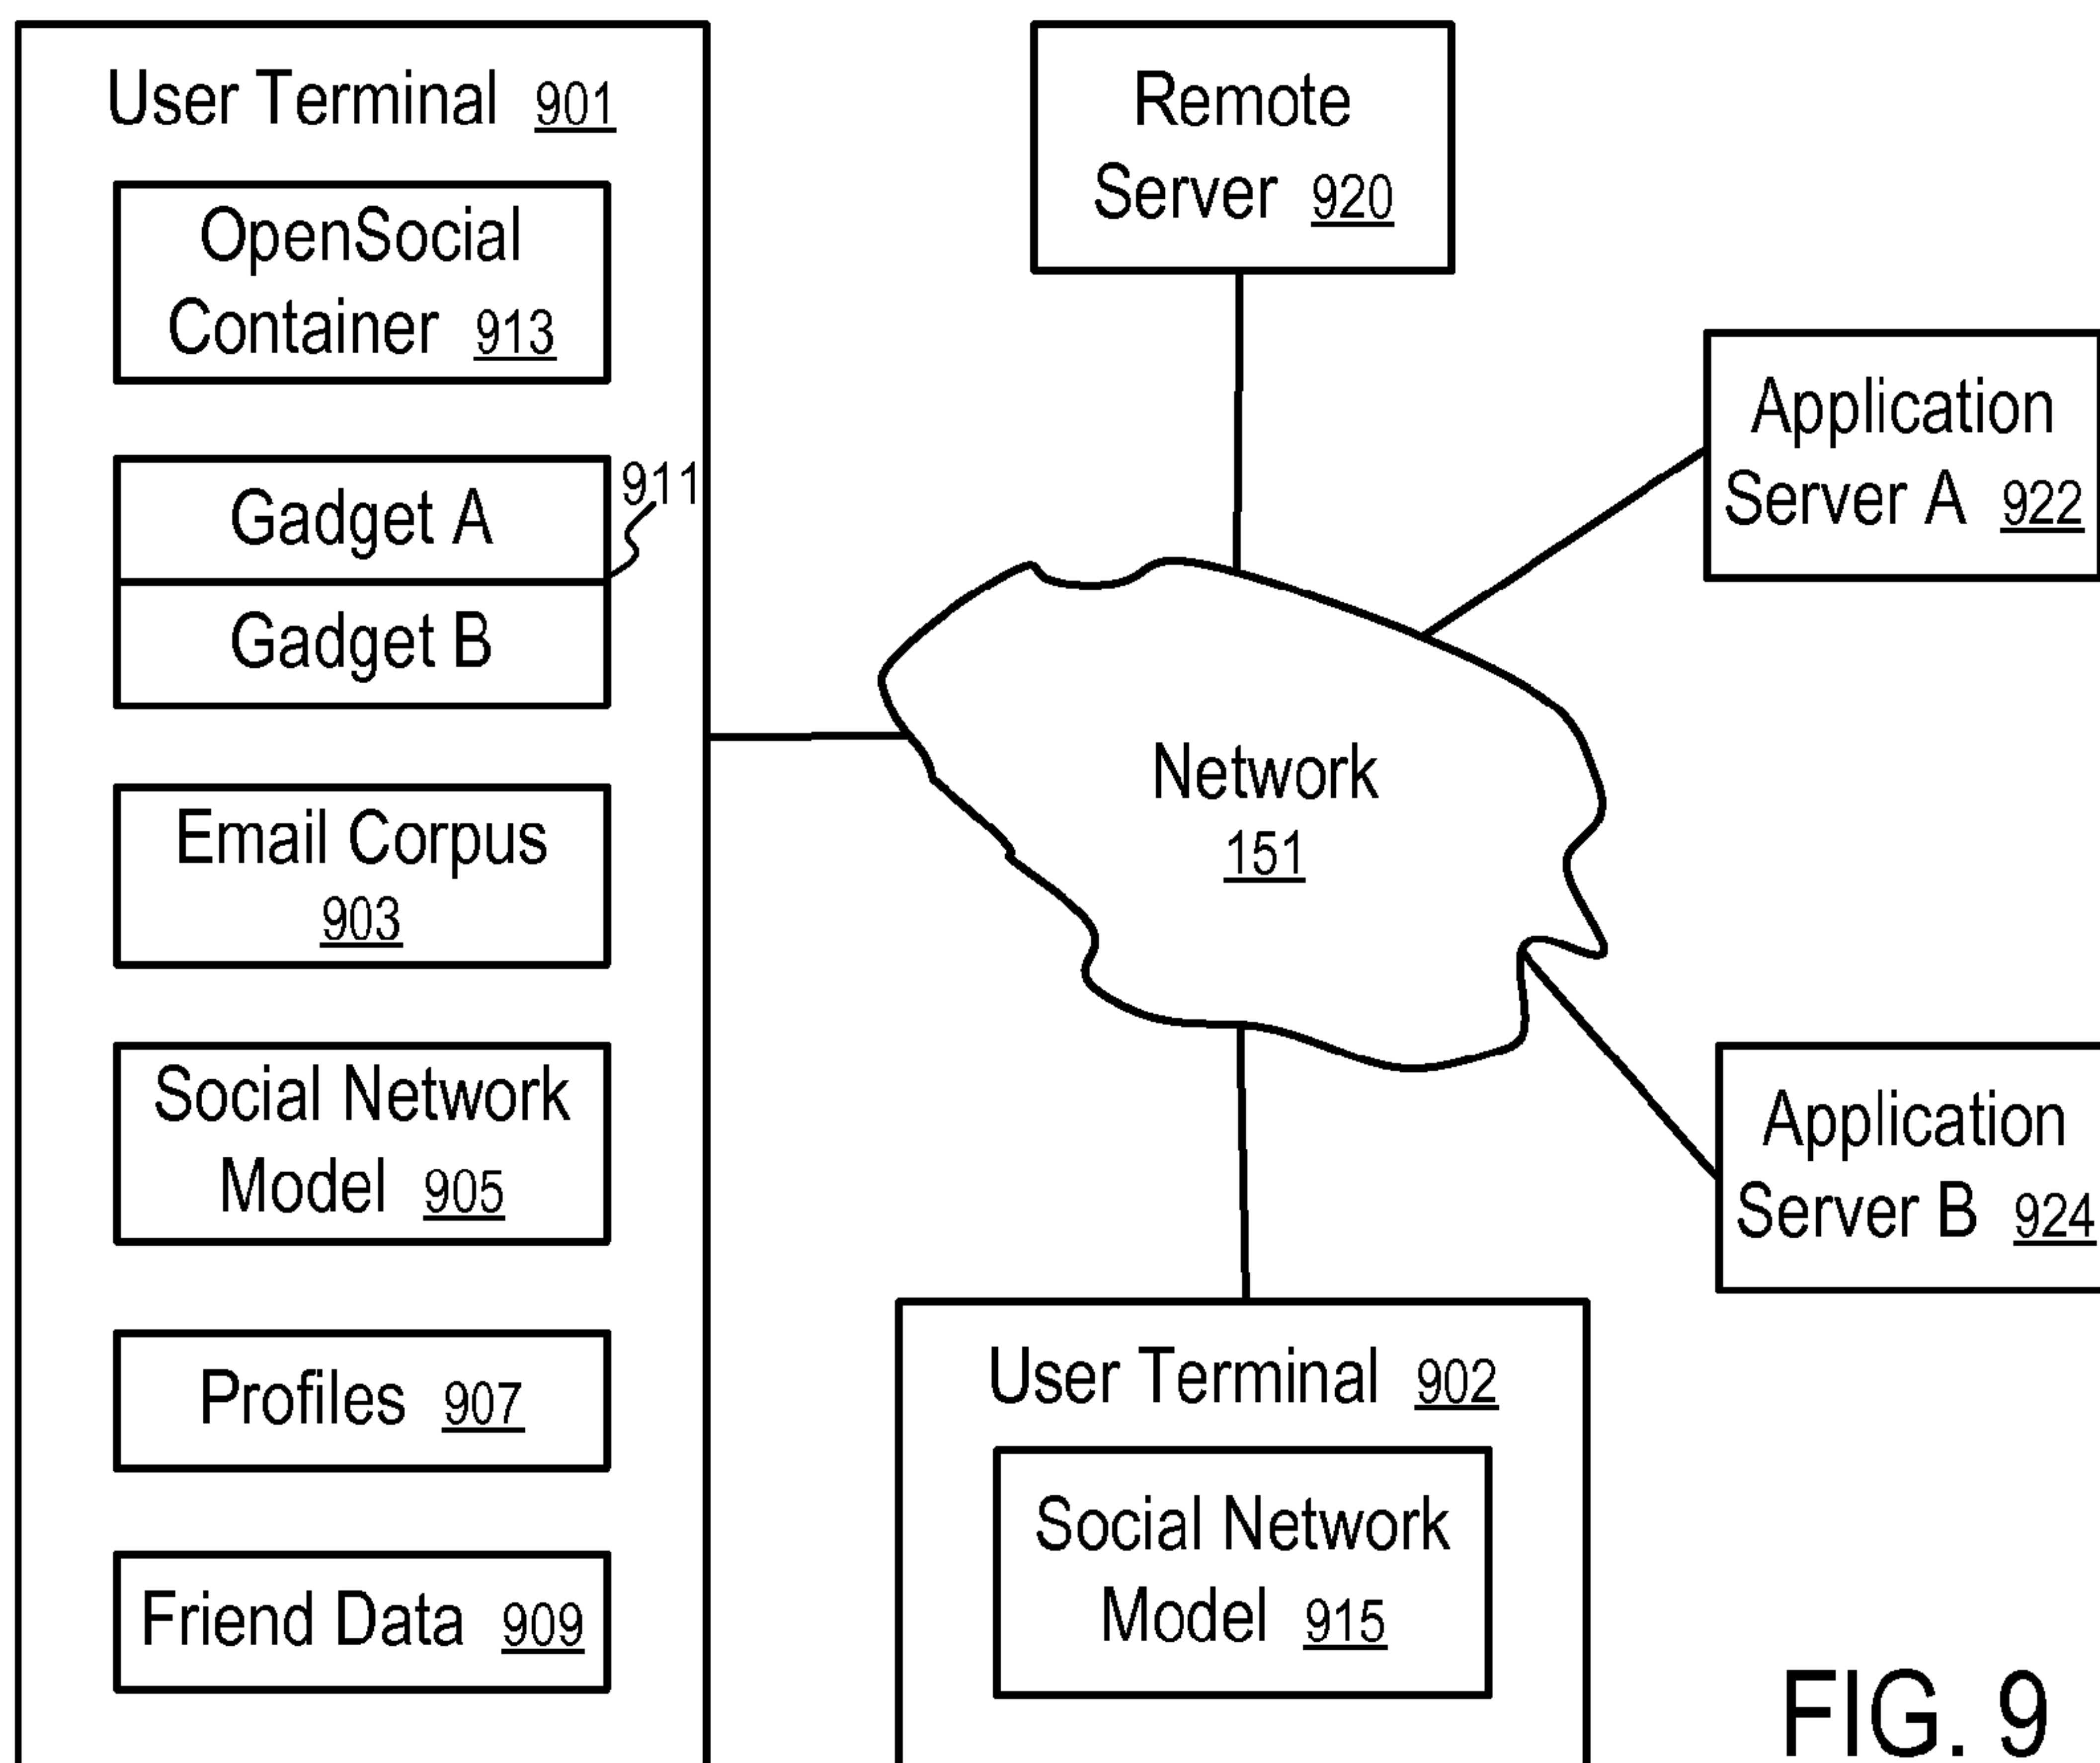 User Terminal 901
OpenSocial
Container 913
911
Gadget A
Gadget B
Email Corpus
903
Social Network
Model 905
Profiles 907
Friend Data 909
Remote
Server 920
Application
Server A 922
Network
151
Application
Server B 924
User Terminal 902
Social Network
Model 915
FIG. 9